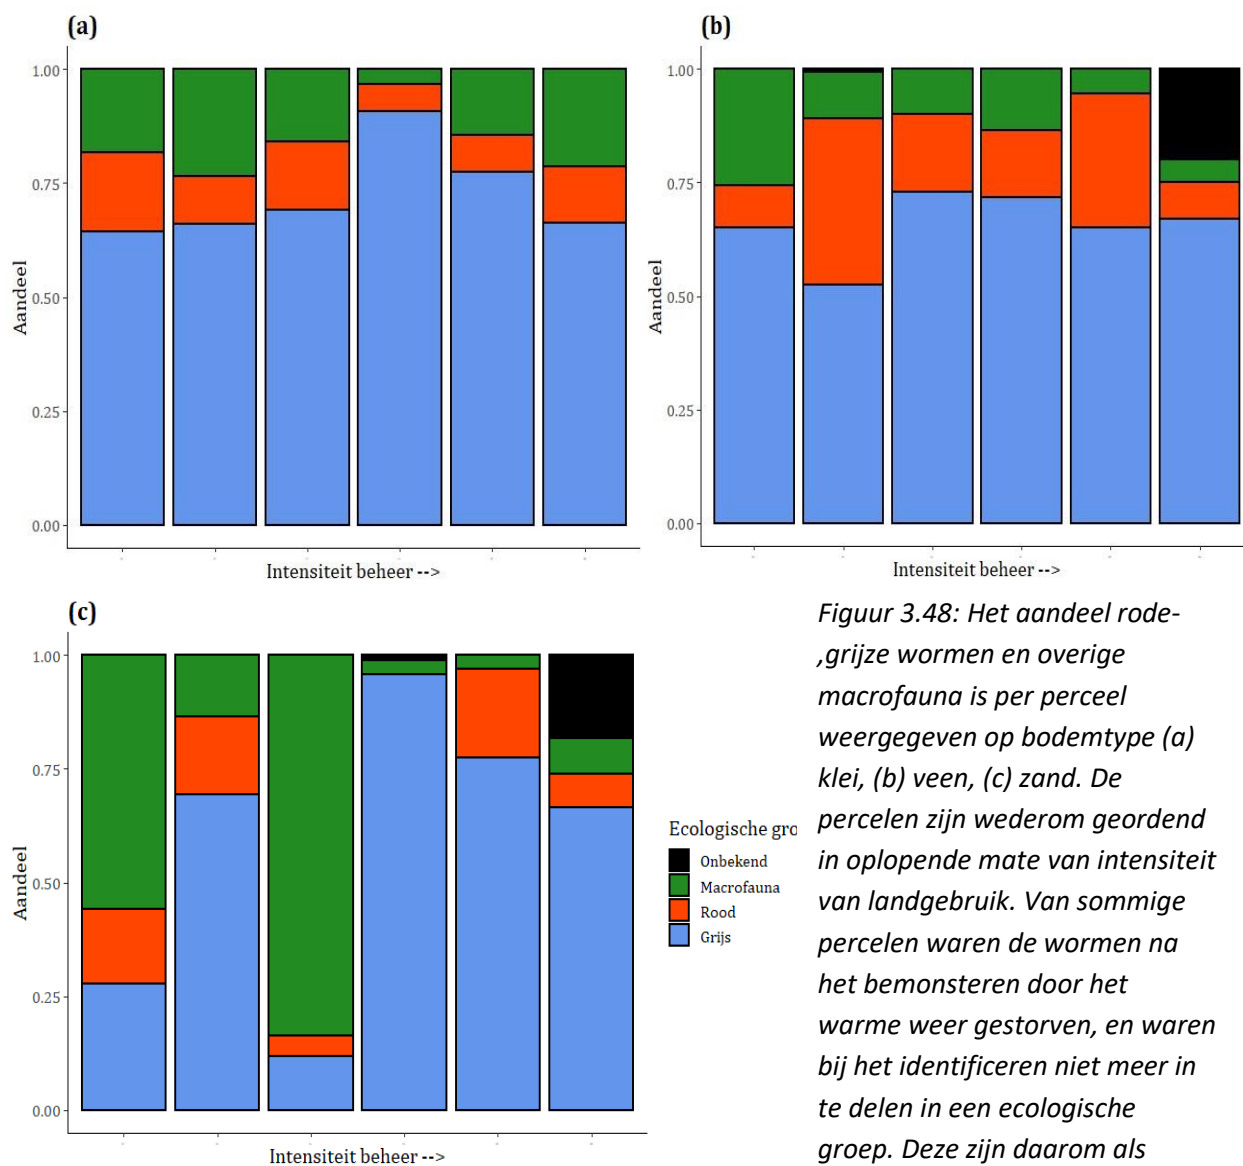 (a)
1.00
0.75
0.50
0.25
0.00
Aandeel
Intensiteit beheer -->
(b)
1.00
0.75
0.50
0.25
0.00
Aandeel
Intensiteit beheer -->
(c)
1.00
0.75
0.50
0.25
0.00
Aandeel
Intensiteit beheer -->
Ecologische gro
Onbekend
Macrofauna
Rood
Grijs
Figuur 3.48: Het aandeel rode-
,grijze wormen en overige
macrofauna is per perceel
weergegeven op bodemtype (a)
klei, (b) veen, (c) zand. De
percelen zijn wederom geordend
in oplopende mate van intensiteit
van landgebruik. Van sommige
percelen waren de wormen na
het bemonsteren door het
warme weer gestorven, en waren
bij het identificeren niet meer in
te delen in een ecologische
groep. Deze zijn daarom als